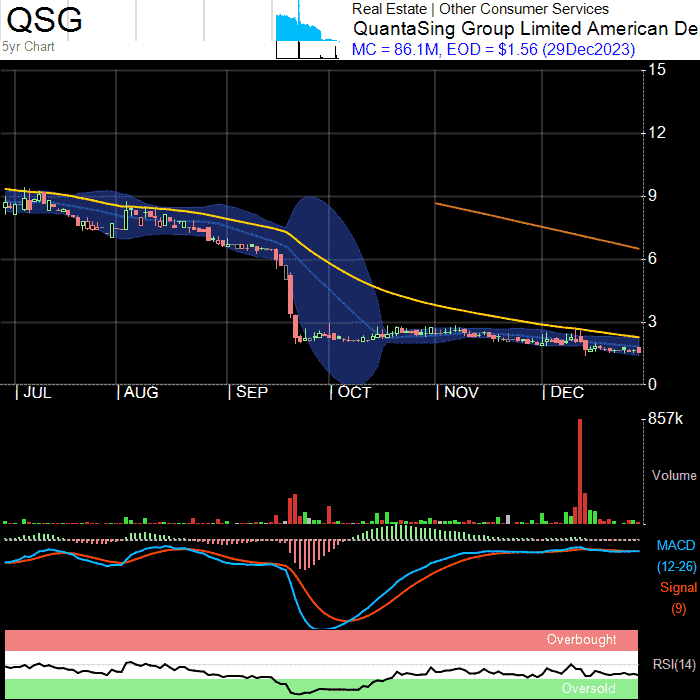 QSG
5yr Chart
Real Estate | Other Consumer Services
QuantaSing Group Limited American De
MC = 86.1M, EOD = $1.56 (29Dec2023)
15
12
9
6
3
0
| JUL | AUG | SEP | OCT | NOV | DEC
857k
Volume
MACD
(12-26)
Signal
(9)
Overbought
RSI(14)
Oversold